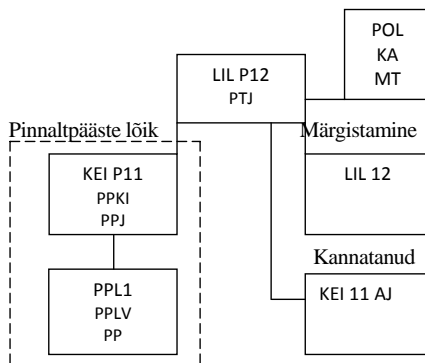 POL
KA
MT
LIL P12
PTJ
Pinnaltpääste lõik
Märgistamine
KEI P11
PPKI
PPJ
LIL 12
Kannatanud
PPL1
PPLV
PP
KEI 11 AJ